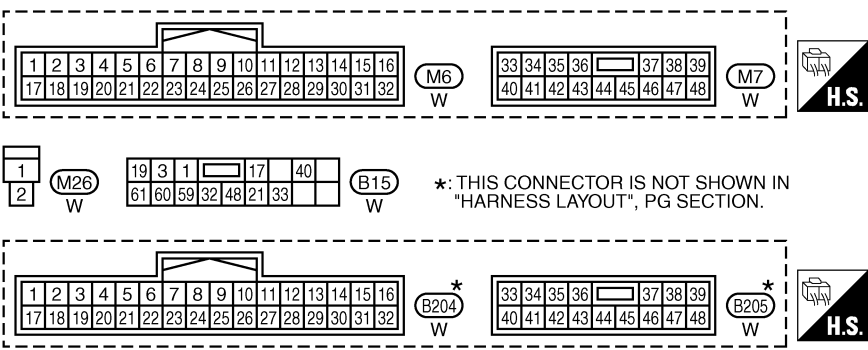 1 2 3 4 5 6 7 8 9 10 11 12 13 14 15 16
17 18 19 20 21 22 23 24 25 26 27 28 29 30 31 32
M6
W
33 34 35 36 37 38 39
40 41 42 43 44 45 46 47 48
M7
W
H.S.
1
2
M26
W
19 3 1 17 40
61 60 59 32 48 21 33
B15
W
*: THIS CONNECTOR IS NOT SHOWN IN
"HARNESS LAYOUT", PG SECTION.
1 2 3 4 5 6 7 8 9 10 11 12 13 14 15 16
17 18 19 20 21 22 23 24 25 26 27 28 29 30 31 32
*
B204
W
33 34 35 36 37 38 39
40 41 42 43 44 45 46 47 48
*
B205
W
H.S.